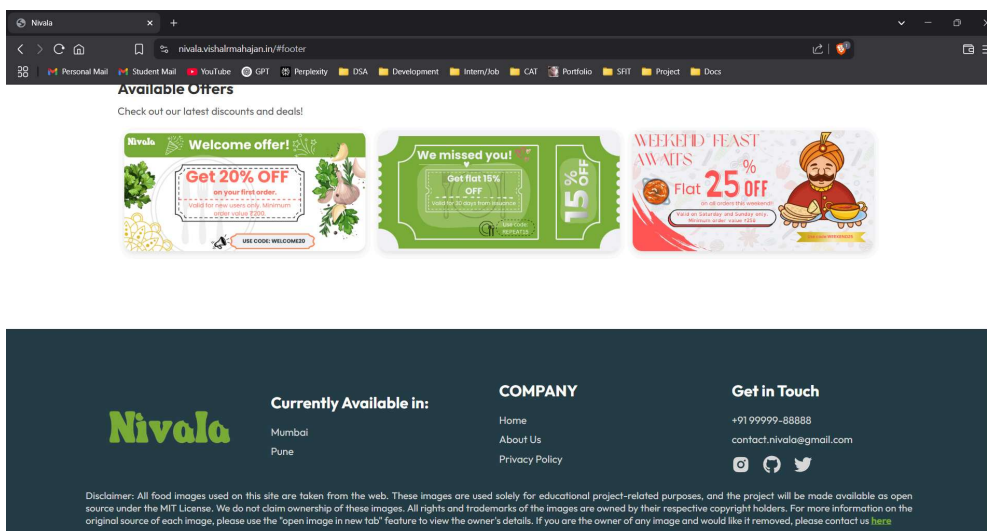 Nivala
nivala.vishalrmahajan.in/#footer
Personal Mail Student Mail YouTube GPT Perplexity DSA Development Intern/Job CAT Portfolio SFIT Project Docs
Available Offers
Check out our latest discounts and deals!
Nivala
Welcome offer!
Get 20% OFF
on your first order.
Valid for new users only. Minimum
order value ₹200.
USE CODE: WELCOME20
We missed you!
Get flat 15%
OFF
Valid for 30 days from issuance
Use Code:
REPEAT15
15%
OFF
WEEKEND FEAST
AWAITS
Flat 25% OFF
on all orders this weekend!
Valid on Saturday and Sunday only.
Minimum order value ₹250
Nivala
Currently Available in:
Mumbai
Pune
COMPANY
Home
About Us
Privacy Policy
Get in Touch
+91 99999-88888
contact.nivala@gmail.com
Disclaimer: All food images used on this site are taken from the web. These images are used solely for educational project-related purposes, and the project will be made available as open
source under the MIT License. We do not claim ownership of these images. All rights and trademarks of the images are owned by their respective copyright holders. For more information on the
original source of each image, please use the "open image in new tab" feature to view the owner's details. If you are the owner of any image and would like it removed, please contact us here